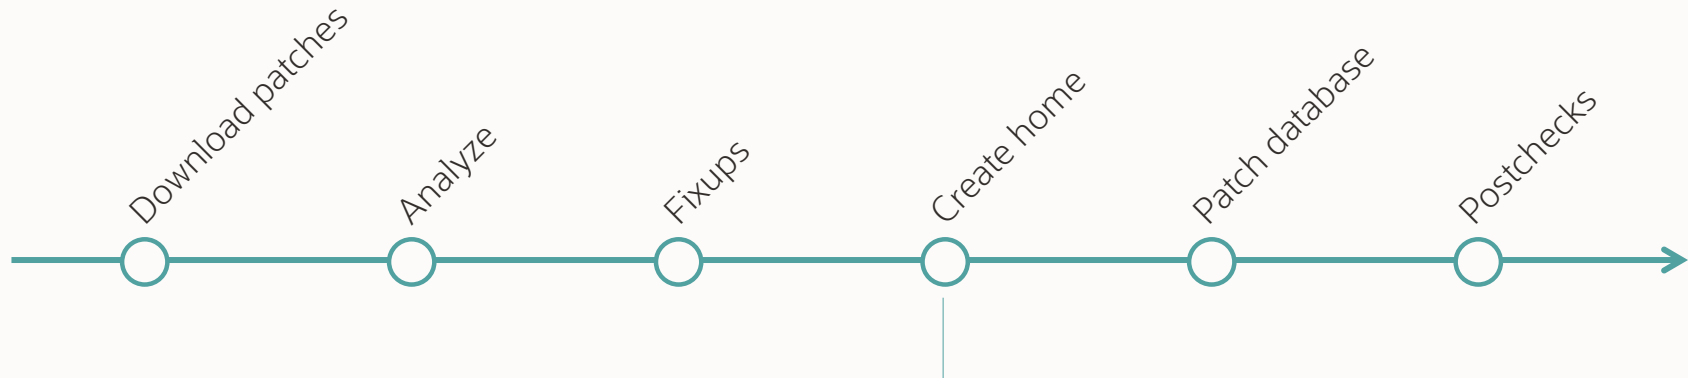 Download patches
Analyze
Fixups
Create home
Patch database
Postchecks